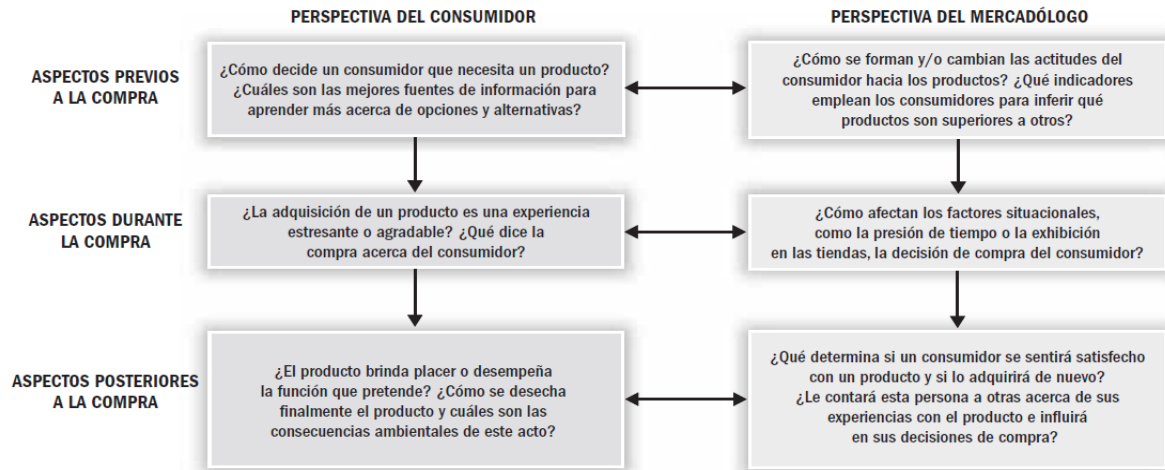 PERSPECTIVA DEL CONSUMIDOR
PERSPECTIVA DEL MERCADÓLOGO
ASPECTOS PREVIOS
A LA COMPRA
¿Cómo decide un consumidor que necesita un producto?
¿Cuáles son las mejores fuentes de información para
aprender más acerca de opciones y alternativas?
¿Cómo se forman y/o cambian las actitudes del
consumidor hacia los productos? ¿Qué indicadores
emplean los consumidores para inferir qué
productos son superiores a otros?
ASPECTOS DURANTE
LA COMPRA
¿La adquisición de un producto es una experiencia
estresante o agradable? ¿Qué dice la
compra acerca del consumidor?
¿Cómo afectan los factores situacionales,
como la presión de tiempo o la exhibición
en las tiendas, la decisión de compra del consumidor?
ASPECTOS POSTERIORES
A LA COMPRA
¿El producto brinda placer o desempeña
la función que pretende? ¿Cómo se desecha
finalmente el producto y cuáles son las
consecuencias ambientales de este acto?
¿Qué determina si un consumidor se sentirá satisfecho
con un producto y si lo adquirirá de nuevo?
¿Le contará esta persona a otras acerca de sus
experiencias con el producto e influirá
en sus decisiones de compra?